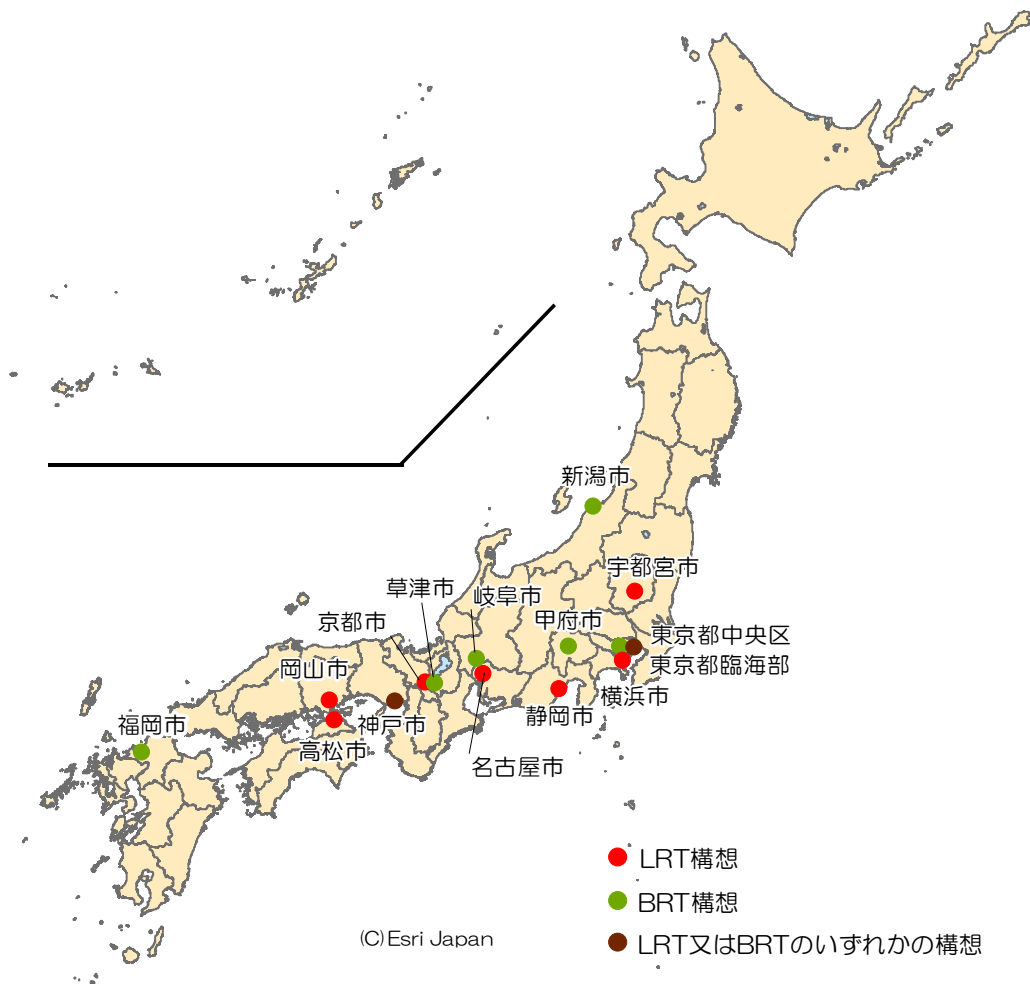 新潟市
宇都宮市
草津市
岐阜市
京都市
甲府市
東京都中央区
東京都臨海部
岡山市
横浜市
福岡市
神戸市
静岡市
高松市
名古屋市
LRT構想
BRT構想
LRT又はBRTのいずれかの構想
(C)Esri Japan